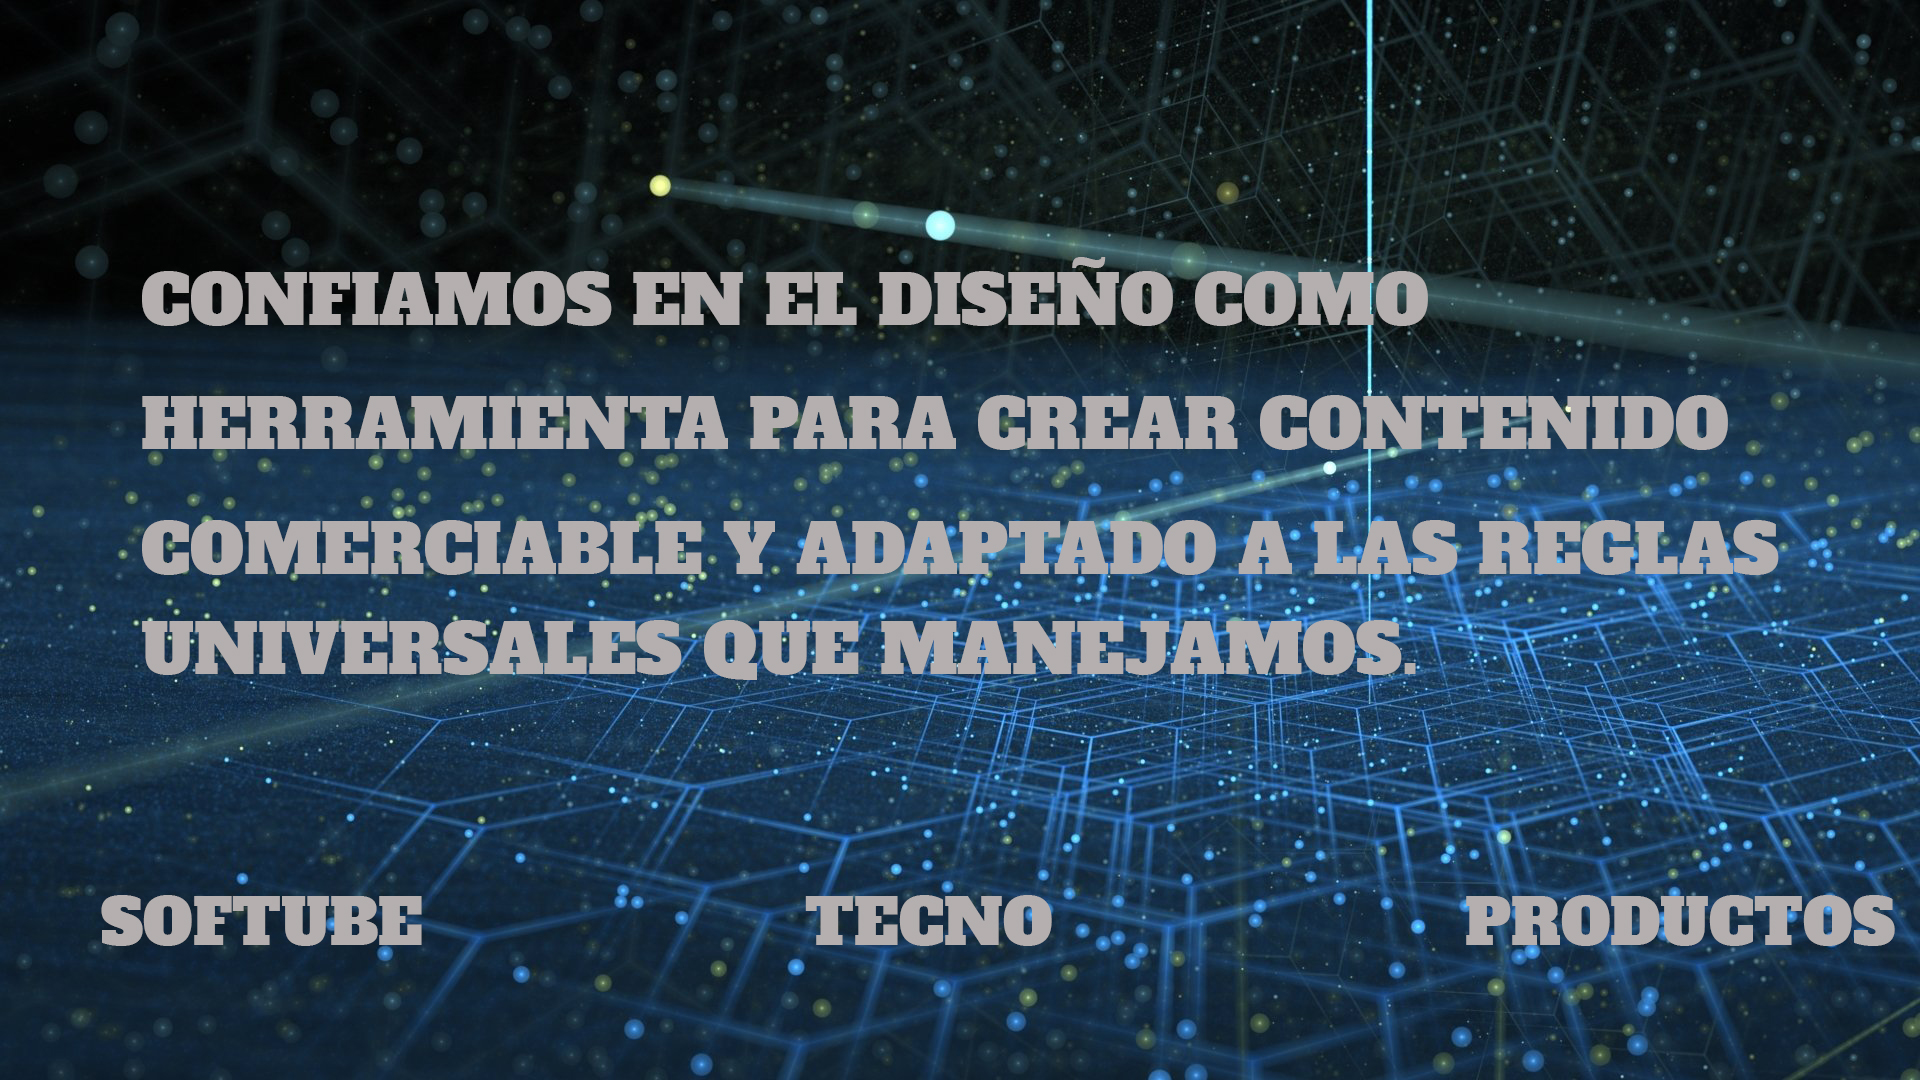 CONFIAMOS EN EL DISEÑO COMO
HERRAMIENTA PARA CREAR CONTENIDO
COMERCIABLE Y ADAPTADO A LAS REGLAS
UNIVERSALES QUE MANEJAMOS.
SOFTUBE TECNO PRODUCTOS